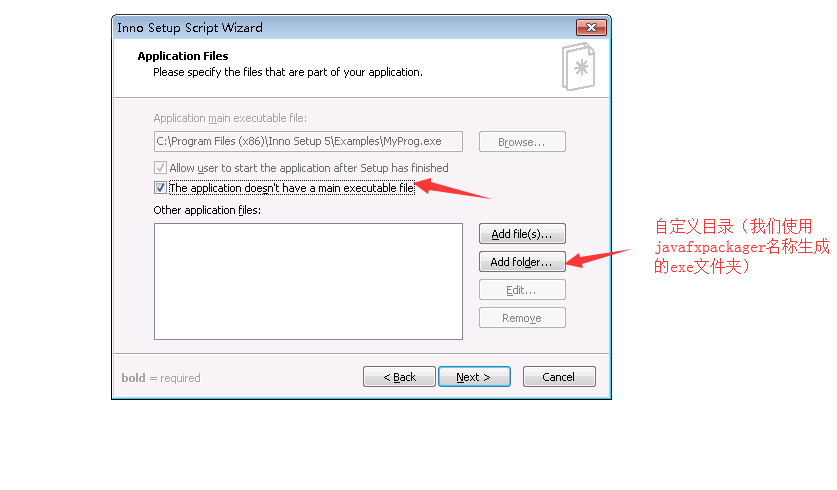 Inno Setup Script Wizard
Application Files
Please specify the files that are part of your application.
Application main executable file:
C:\Program Files (x86)\Inno Setup 5\Examples\MyProg.exe
Browse...
Allow user to start the application after Setup has finished
The application doesn't have a main executable file
Other application files:
Add file(s)...
Add folder...
Edit...
Remove
自定义目录（我们使用
javafxpackager名称生成
的exe文件夹）
bold = required
< Back
Next >
Cancel